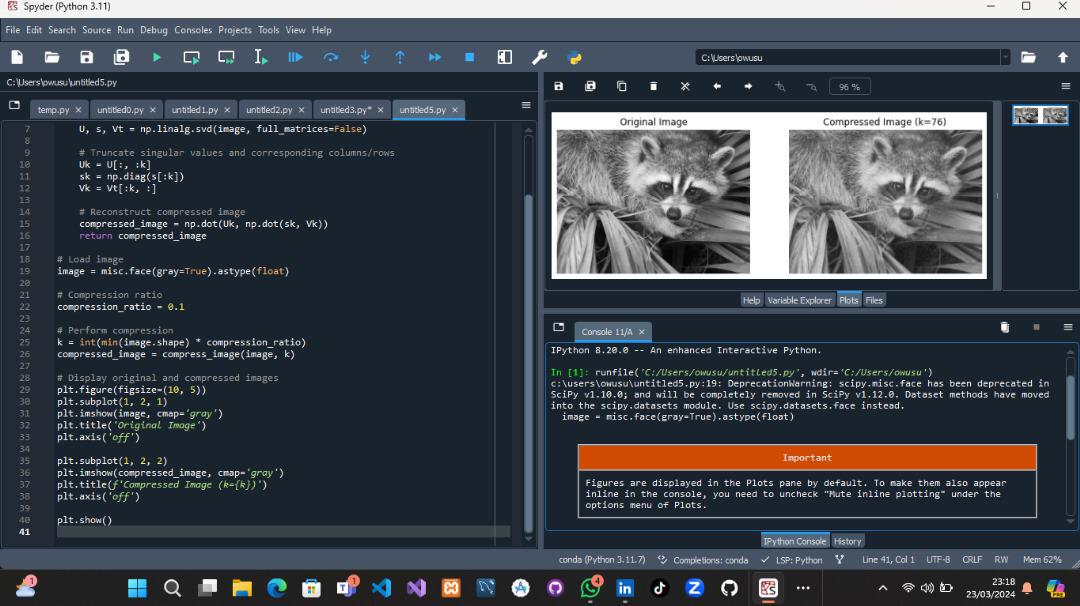 Spyder (Python 3.11)
File Edit Search Source Run Debug Consoles Projects Tools View Help
C:\Users\owusu
C:\Users\owusu\untitled5.py
temp.py
untitled0.py
untitled1.py
untitled2.py
untitled3.py*
untitled5.py
7 U, s, Vt = np.linalg.svd(image, full_matrices=False)
8
9 # Truncate singular values and corresponding columns/rows
10 Uk = U[:, :k]
11 sk = np.diag(s[:k])
12 Vk = Vt[:k, :]
13
14 # Reconstruct compressed image
15 compressed_image = np.dot(Uk, np.dot(sk, Vk))
16 return compressed_image
17
18 # Load image
19 image = misc.face(gray=True).astype(float)
20
21 # Compression ratio
22 compression_ratio = 0.1
23
24 # Perform compression
25 k = int(min(image.shape) * compression_ratio)
26 compressed_image = compress_image(image, k)
27
28 # Display original and compressed images
29 plt.figure(figsize=(10, 5))
30 plt.subplot(1, 2, 1)
31 plt.imshow(image, cmap='gray')
32 plt.title('Original Image')
33 plt.axis('off')
34
35 plt.subplot(1, 2, 2)
36 plt.imshow(compressed_image, cmap='gray')
37 plt.title(f'Compressed Image (k={k})')
38 plt.axis('off')
39
40 plt.show()
41
96 %
Original Image
Compressed Image (k=76)
Help
Variable Explorer
Plots
Files
Console 11/A
IPython 8.20.0 -- An enhanced Interactive Python.
In [1]: runfile('C:/Users/owusu/untitled5.py', wdir='C:/Users/owusu')
c:\users\owusu\untitled5.py:19: DeprecationWarning: scipy.misc.face has been deprecated in
SciPy v1.10.0; and will be completely removed in SciPy v1.12.0. Dataset methods have moved
into the scipy.datasets module. Use scipy.datasets.face instead.
image = misc.face(gray=True).astype(float)
Important
Figures are displayed in the Plots pane by default. To make them also appear
inline in the console, you need to uncheck "Mute inline plotting" under the
options menu of Plots.
IPython Console
History
conda (Python 3.11.7)
Completions: conda
LSP: Python
Line 41, Col 1
UTF-8
CRLF
RW
Mem 62%
1
1
4
23:18
23/03/2024
PRE